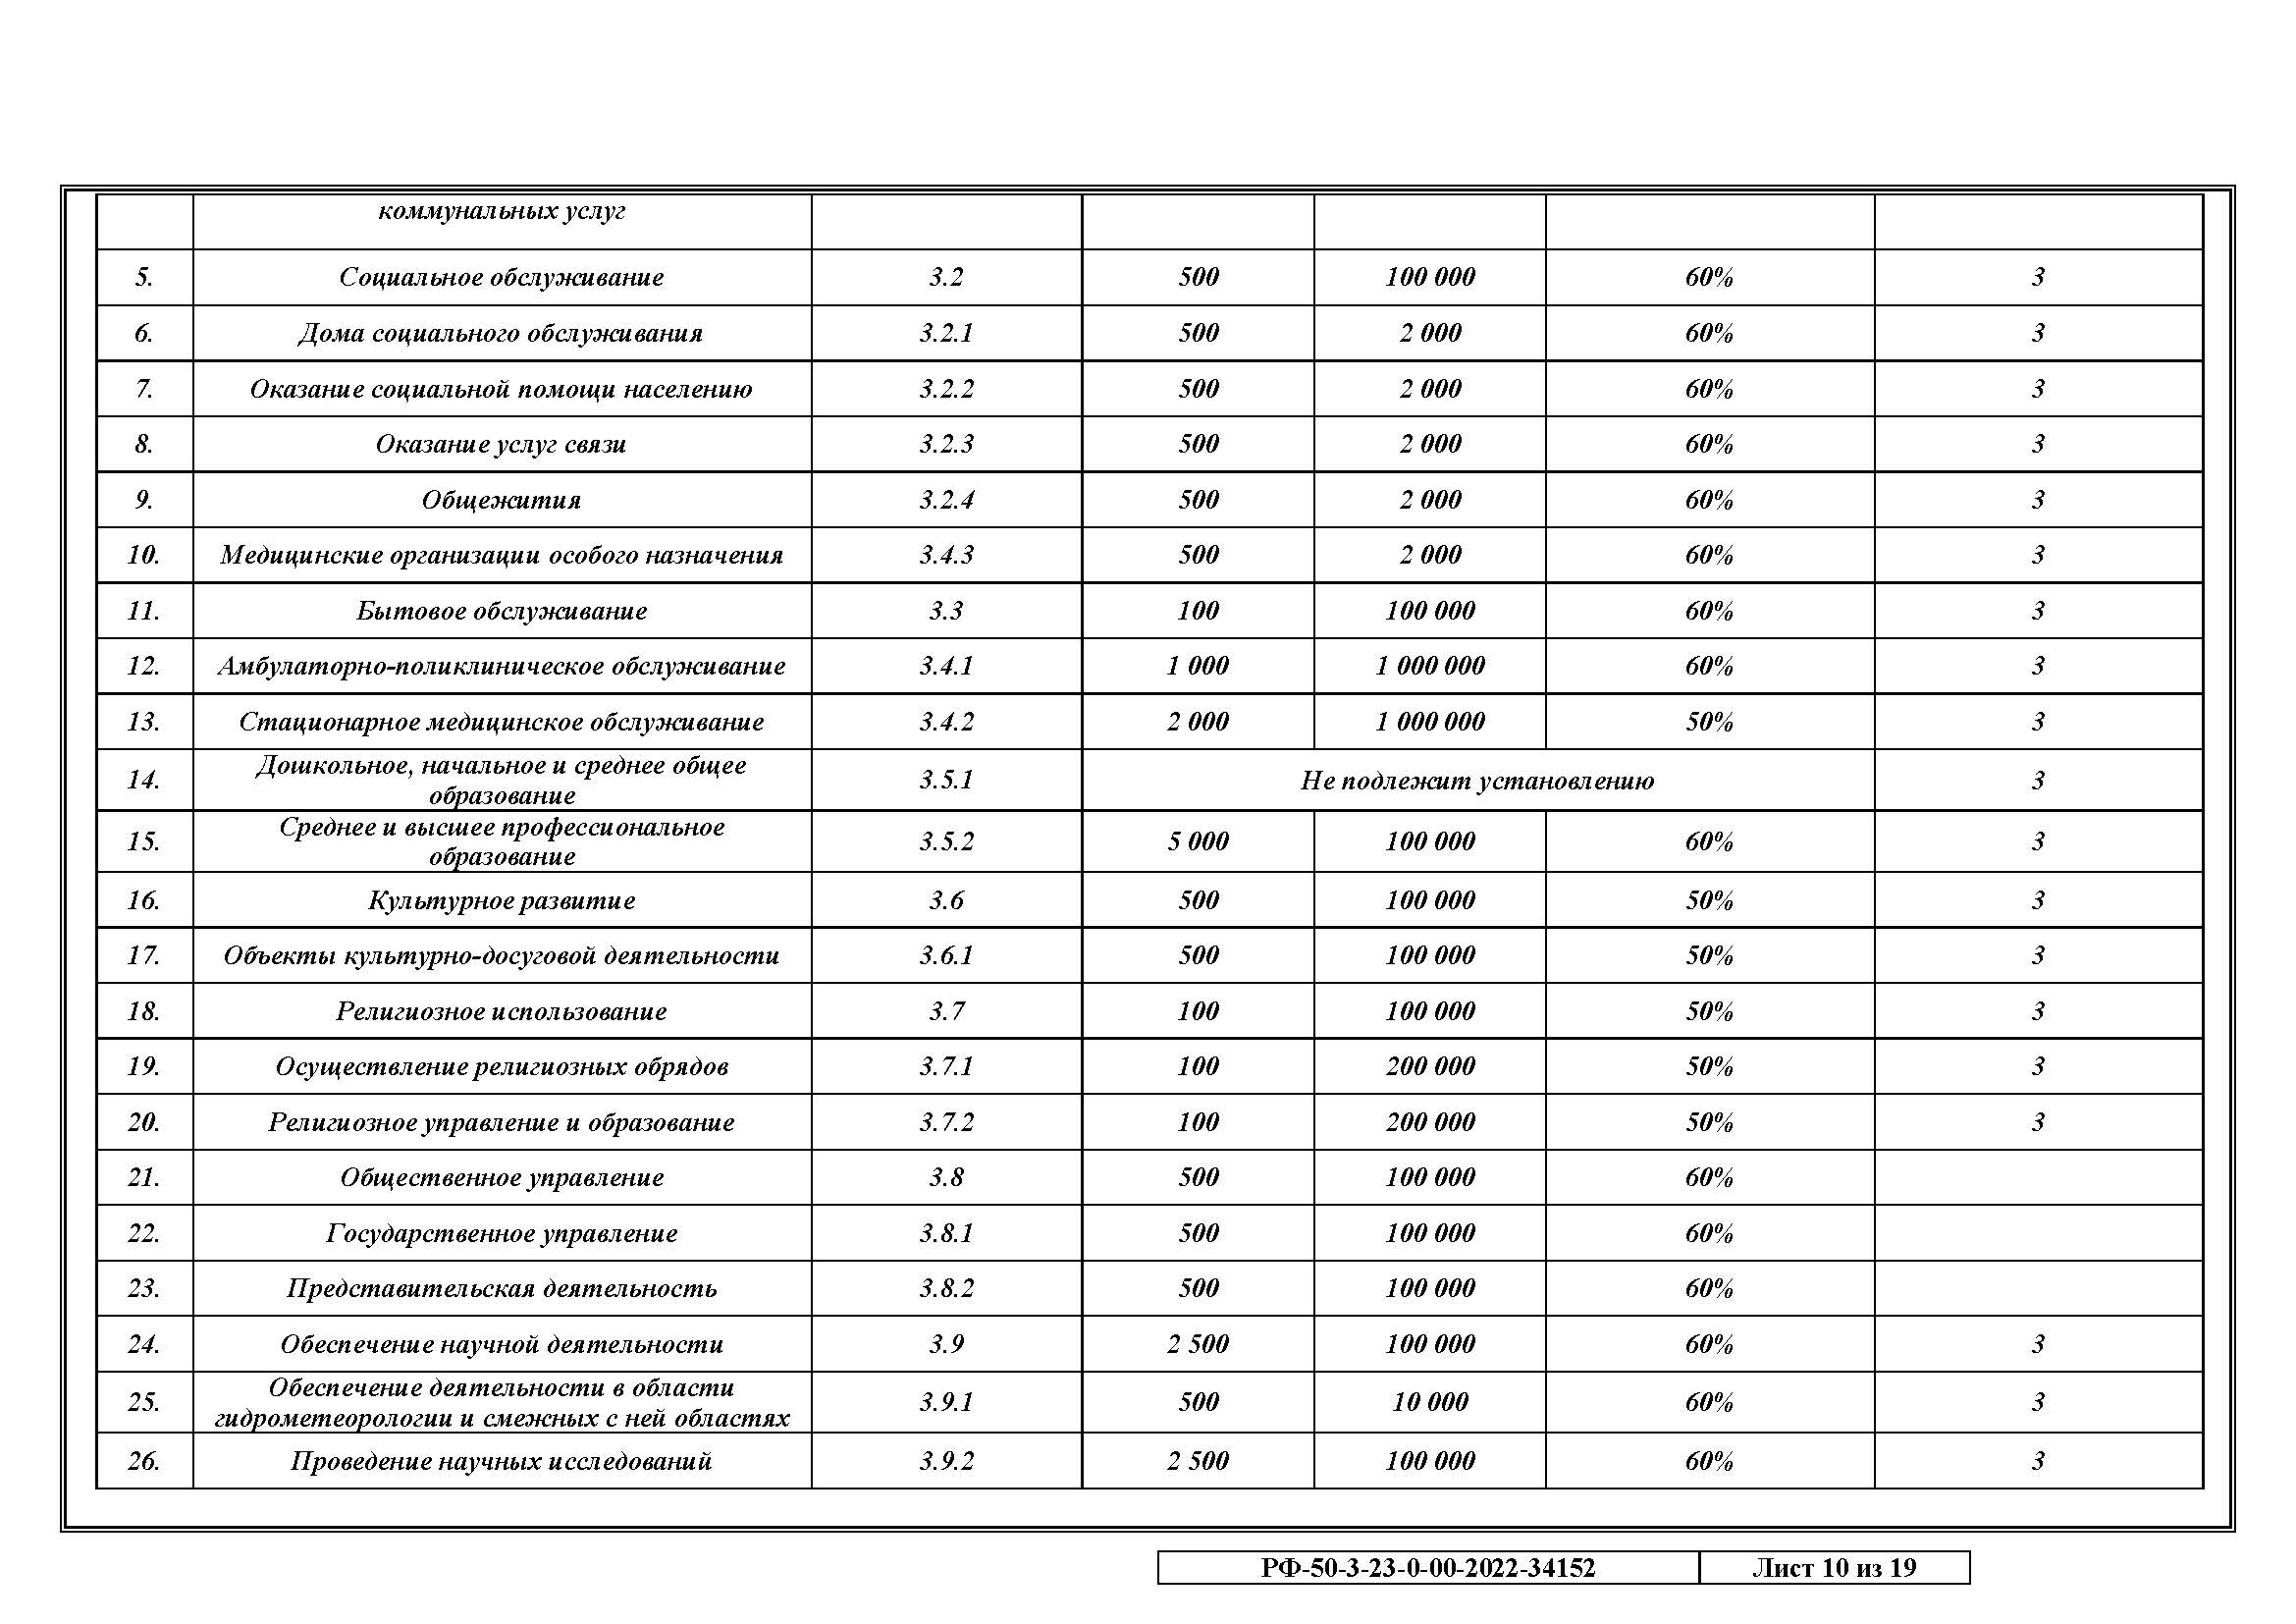 коммунальных услуг
5. Социальное обслуживание 3.2 500 100 000 60% 3
6. Дома социального обслуживания 3.2.1 500 2 000 60% 3
7. Оказание социальной помощи населению 3.2.2 500 2 000 60% 3
8. Оказание услуг связи 3.2.3 500 2 000 60% 3
9. Общежития 3.2.4 500 2 000 60% 3
10. Медицинские организации особого назначения 3.4.3 500 2 000 60% 3
11. Бытовое обслуживание 3.3 100 100 000 60% 3
12. Амбулаторно-поликлиническое обслуживание 3.4.1 1 000 1 000 000 60% 3
13. Стационарное медицинское обслуживание 3.4.2 2 000 1 000 000 50% 3
14. Дошкольное, начальное и среднее общее
образование 3.5.1 Не подлежит установлению 3
15. Среднее и высшее профессиональное
образование 3.5.2 5 000 100 000 60% 3
16. Культурное развитие 3.6 500 100 000 50% 3
17. Объекты культурно-досуговой деятельности 3.6.1 500 100 000 50% 3
18. Религиозное использование 3.7 100 100 000 50% 3
19. Осуществление религиозных обрядов 3.7.1 100 200 000 50% 3
20. Религиозное управление и образование 3.7.2 100 200 000 50% 3
21. Общественное управление 3.8 500 100 000 60%
22. Государственное управление 3.8.1 500 100 000 60%
23. Представительская деятельность 3.8.2 500 100 000 60%
24. Обеспечение научной деятельности 3.9 2 500 100 000 60% 3
25. Обеспечение деятельности в области
гидрометеорологии и смежных с ней областях 3.9.1 500 10 000 60% 3
26. Проведение научных исследований 3.9.2 2 500 100 000 60% 3
РФ-50-3-23-0-00-2022-34152 Лист 10 из 19